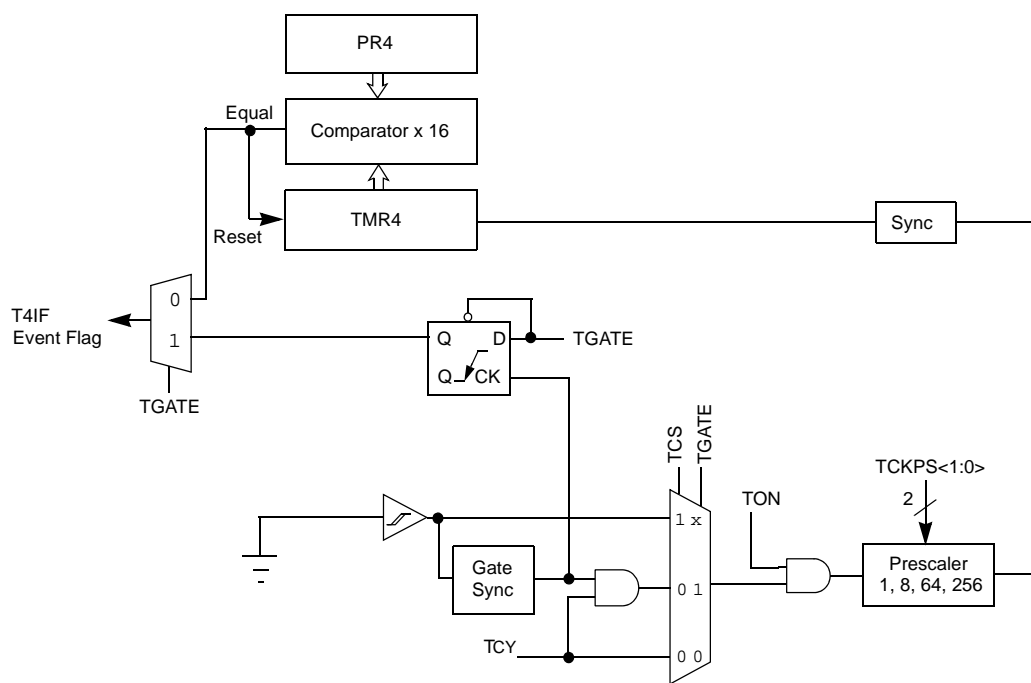 PR4
Equal
Comparator x 16
TMR4
Reset
Sync
0
T4IF
Event Flag
1
Q
D
TGATE
Q
CK
TGATE
TCS
TGATE
TCKPS<1:0>
2
TON
1 x
Gate
Sync
0 1
Prescaler
1, 8, 64, 256
TCY
0 0